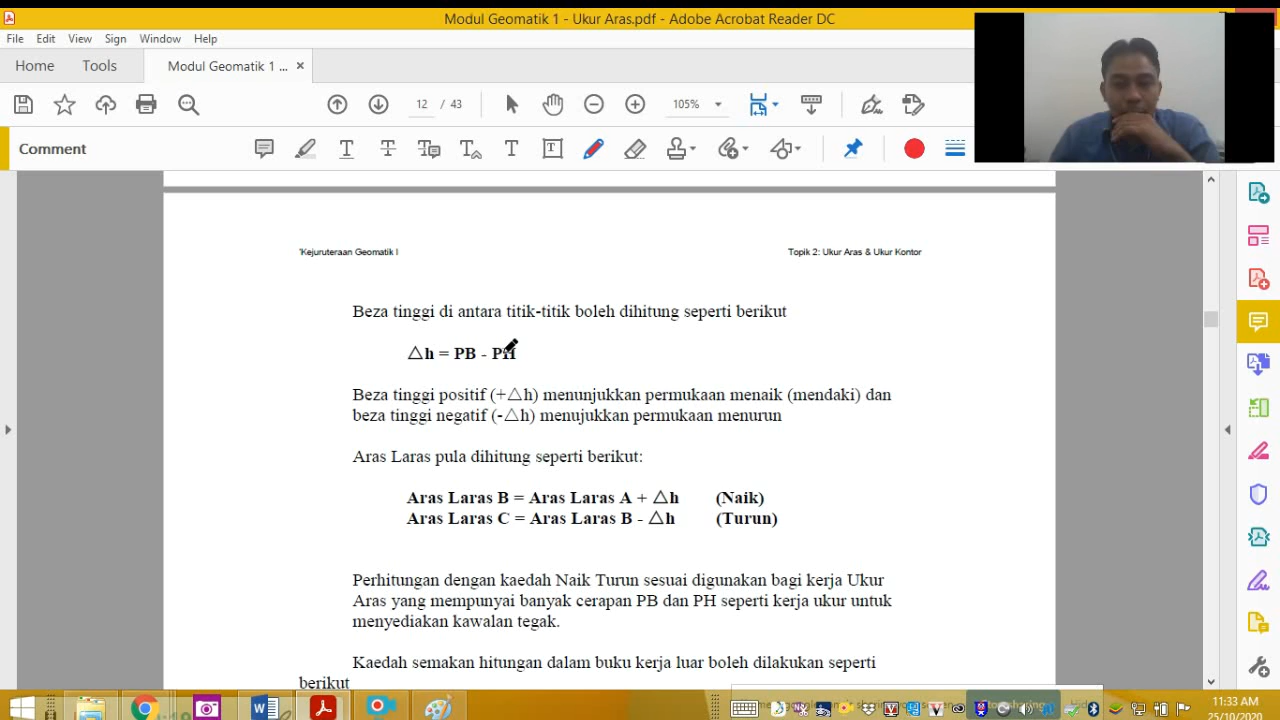 Modul Geomatik 1 - Ukur Aras.pdf - Adobe Acrobat Reader DC
File Edit View Sign Window Help
Home Tools Modul Geomatik 1 ... ×
12 / 43 105%
Comment
'Kejuruteraan Geomatik I Topik 2: Ukur Aras & Ukur Kontor
Beza tinggi di antara titik-titik boleh dihitung seperti berikut
△h = PB - PH
Beza tinggi positif (+△h) menunjukkan permukaan menaik (mendaki) dan
beza tinggi negatif (-△h) menujukkan permukaan menurun
Aras Laras pula dihitung seperti berikut:
Aras Laras B = Aras Laras A + △h (Naik)
Aras Laras C = Aras Laras B - △h (Turun)
Perhitungan dengan kaedah Naik Turun sesuai digunakan bagi kerja Ukur
Aras yang mempunyai banyak cerapan PB dan PH seperti kerja ukur untuk
menyediakan kawalan tegak.
Kaedah semakan hitungan dalam buku kerja luar boleh dilakukan seperti
berikut
11:33 AM
25/10/2020